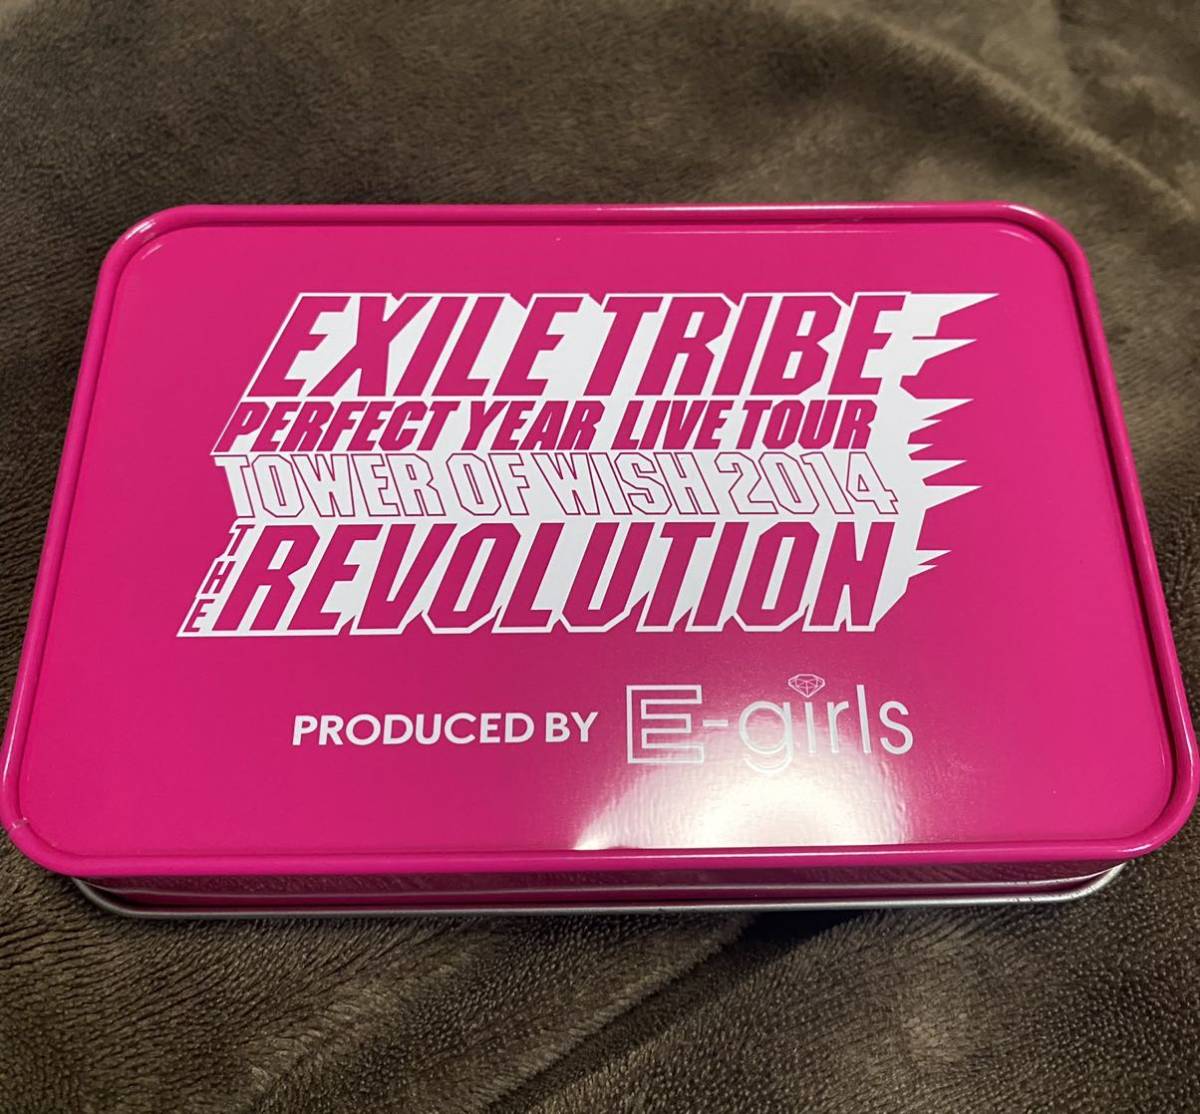 EXILE TRIBE
PERFECT YEAR LIVE TOUR
TOWER OF WISH 2014
THE REVOLUTION
PRODUCED BY E-girls